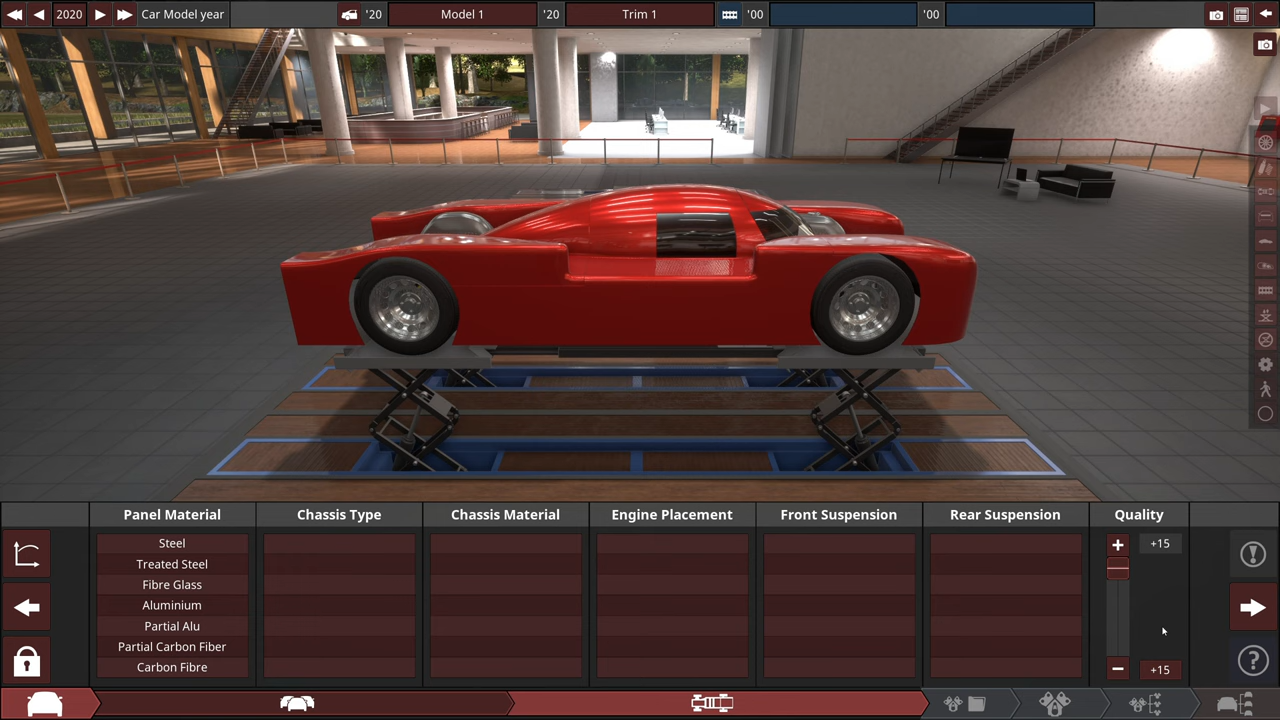 2020 Car Model year '20 Model 1 '20 Trim 1 '00 '00
Panel Material Chassis Type Chassis Material Engine Placement Front Suspension Rear Suspension Quality
Steel
+15
Treated Steel
Fibre Glass
Aluminium
Partial Alu
Partial Carbon Fiber
Carbon Fibre
+15